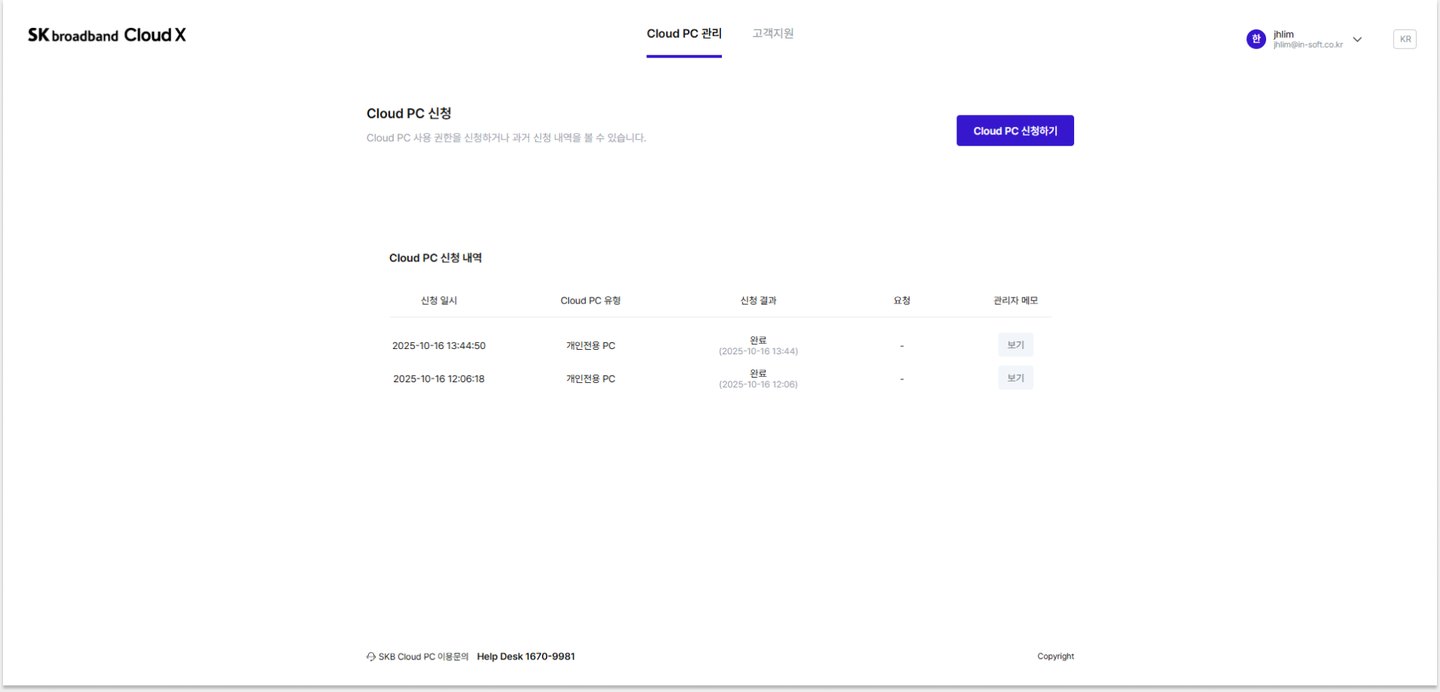 SK broadband Cloud X
Cloud PC 관리
고객지원
한
jhlim
jhlim@in-soft.co.kr
KR
Cloud PC 신청
Cloud PC 사용 권한을 신청하거나 과거 신청 내역을 볼 수 있습니다.
Cloud PC 신청하기
Cloud PC 신청 내역
신청 일시 Cloud PC 유형 신청 결과 요청 관리자 메모
2025-10-16 13:44:50 개인전용 PC 완료 - 보기
(2025-10-16 13:44)
2025-10-16 12:06:18 개인전용 PC 완료 - 보기
(2025-10-16 12:06)
SKB Cloud PC 이용문의 Help Desk 1670-9981
Copyright